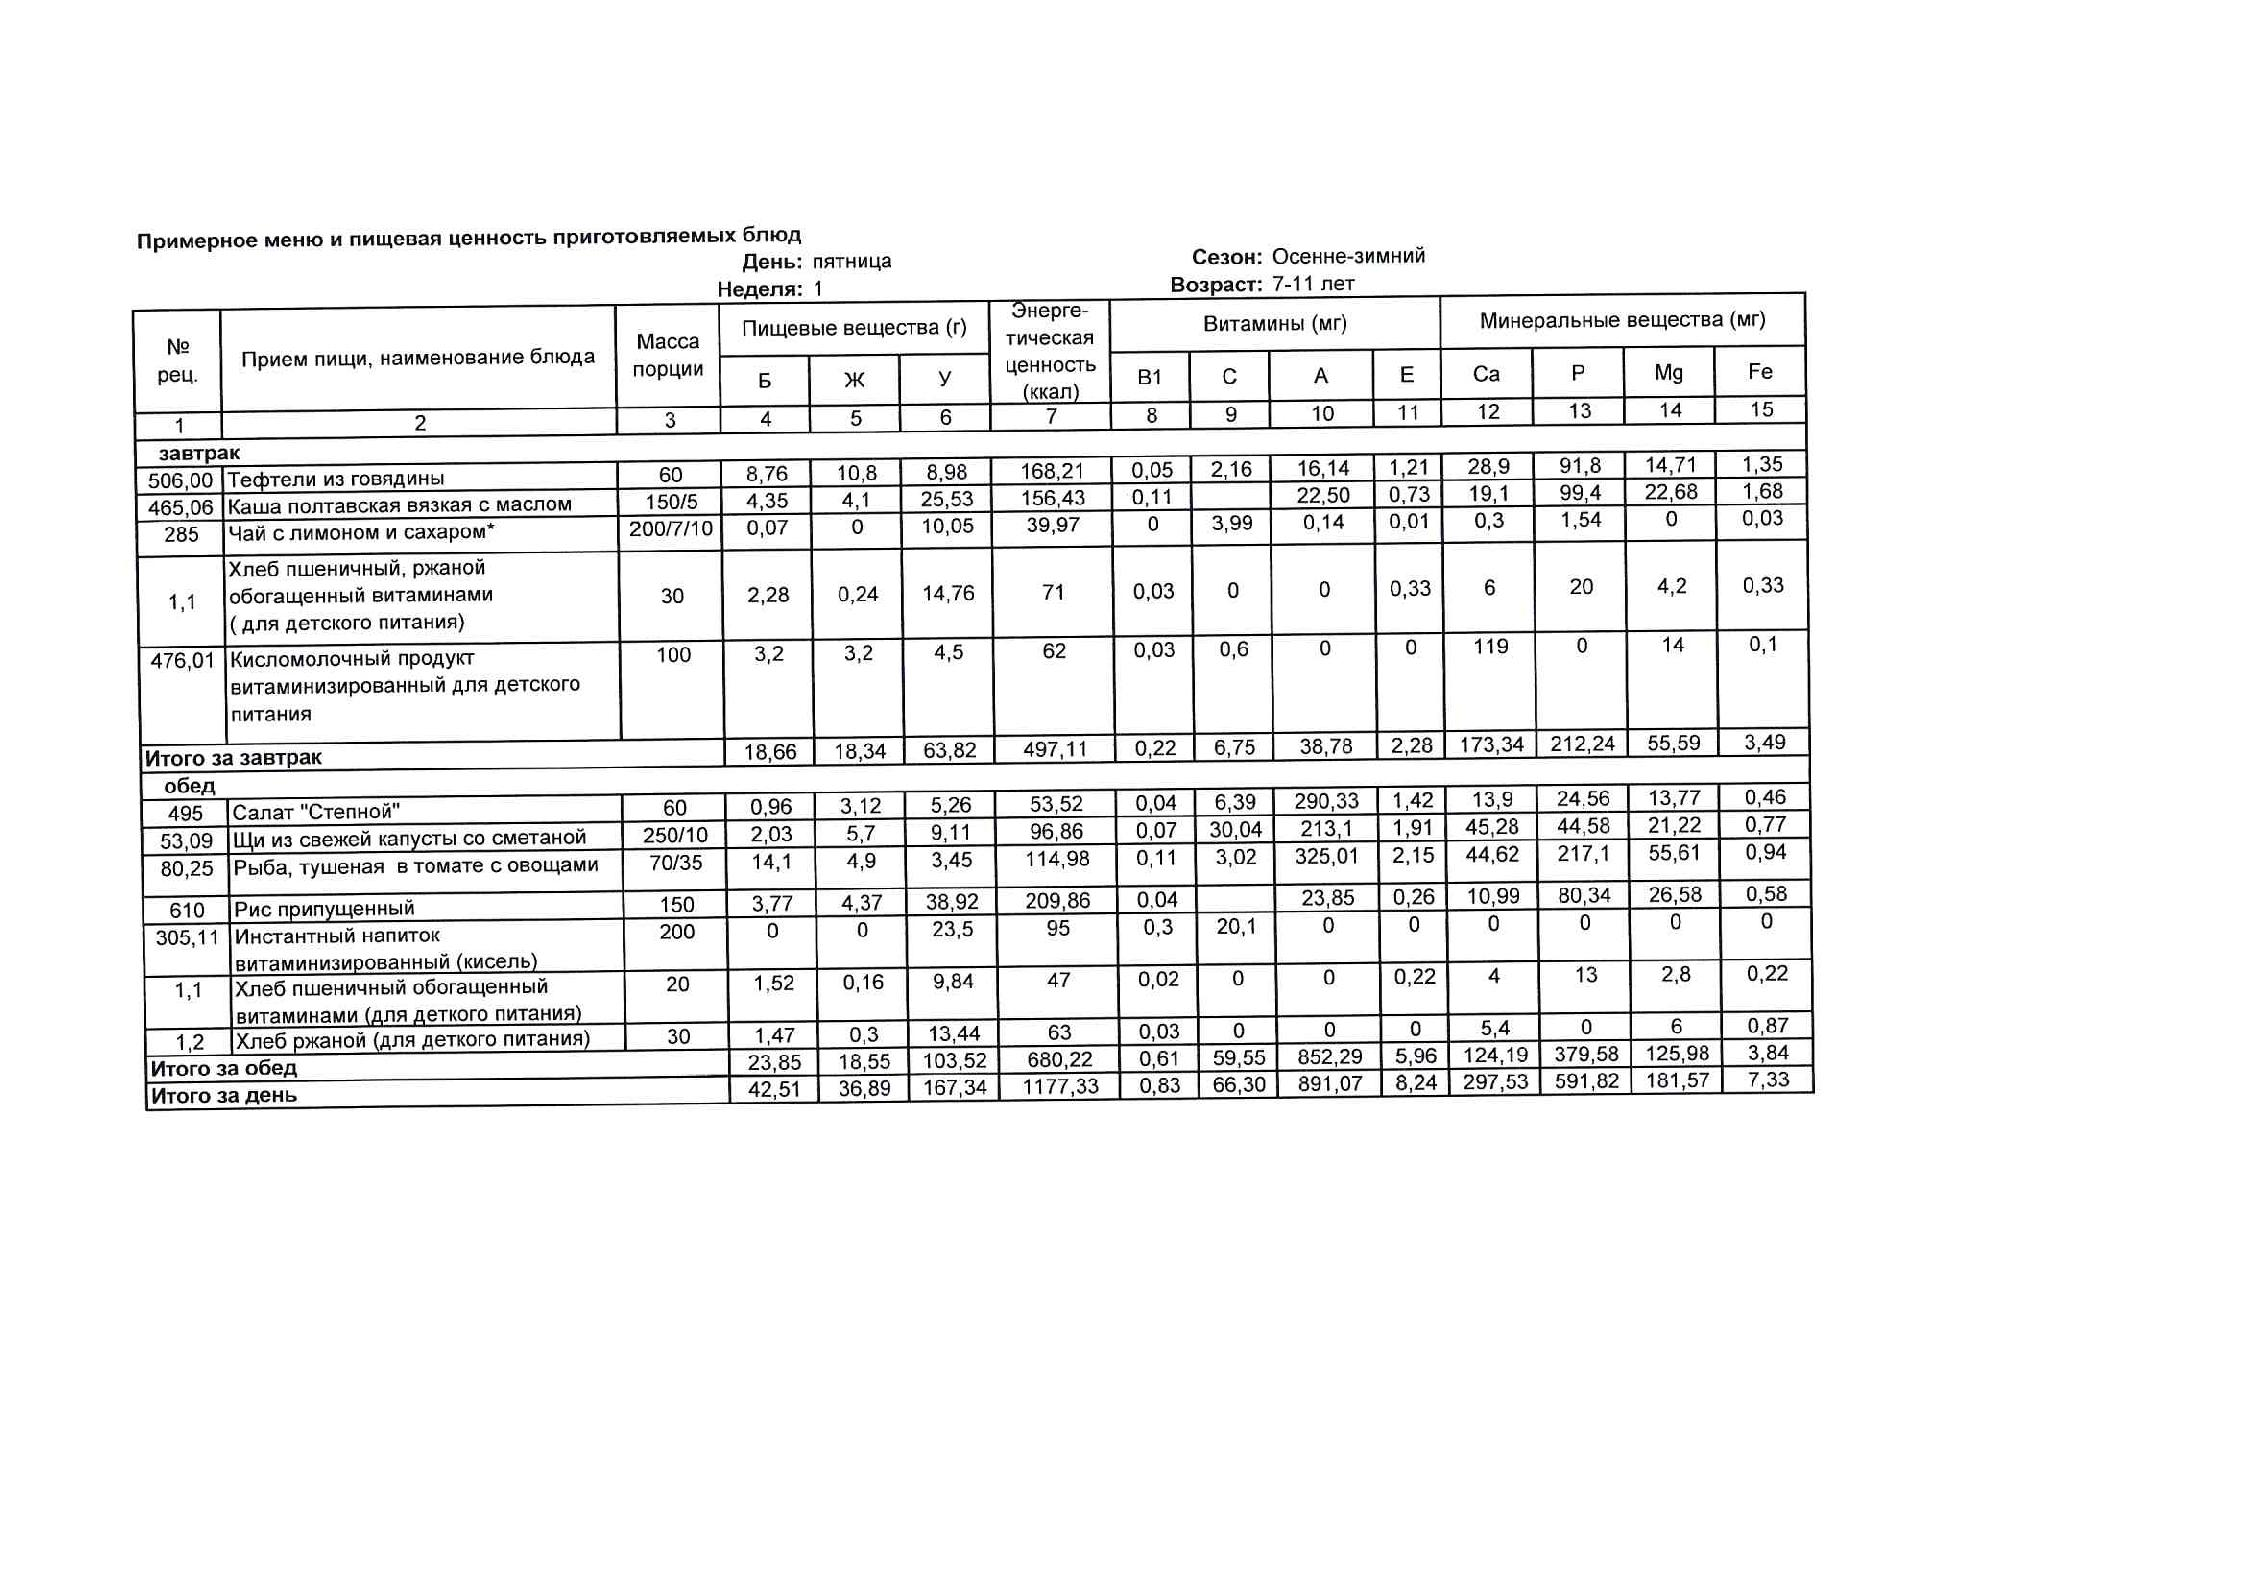 Примерное меню и пищевая ценность приготовляемых блюд
День: пятница Сезон: Осенне-зимний
Неделя: 1 Возраст: 7-11 лет
№ рец. Прием пищи, наименование блюда Масса порции Пищевые вещества (г) Энерге-тическая ценность (ккал) Витамины (мг) Минеральные вещества (мг)
Б Ж У В1 С А Е Ca P Mg Fe
1 2 3 4 5 6 7 8 9 10 11 12 13 14 15
завтрак
506,00 Тефтели из говядины 60 8,76 10,8 8,98 168,21 0,05 2,16 16,14 1,21 28,9 91,8 14,71 1,35
465,06 Каша полтавская вязкая с маслом 150/5 4,35 4,1 25,53 156,43 0,11 22,50 0,73 19,1 99,4 22,68 1,68
285 Чай с лимоном и сахаром* 200/7/10 0,07 0 10,05 39,97 0 3,99 0,14 0,01 0,3 1,54 0 0,03
Хлеб пшеничный, ржаной
1,1 обогащенный витаминами 30 2,28 0,24 14,76 71 0,03 0 0 0,33 6 20 4,2 0,33
( для детского питания)
476,01 Кисломолочный продукт 100 3,2 3,2 4,5 62 0,03 0,6 0 0 119 0 14 0,1
витаминизированный для детского
питания
Итого за завтрак 18,66 18,34 63,82 497,11 0,22 6,75 38,78 2,28 173,34 212,24 55,59 3,49
обед
495 Салат "Степной" 60 0,96 3,12 5,26 53,52 0,04 6,39 290,33 1,42 13,9 24,56 13,77 0,46
53,09 Щи из свежей капусты со сметаной 250/10 2,03 5,7 9,11 96,86 0,07 30,04 213,1 1,91 45,28 44,58 21,22 0,77
80,25 Рыба, тушеная в томате с овощами 70/35 14,1 4,9 3,45 114,98 0,11 3,02 325,01 2,15 44,62 217,1 55,61 0,94
610 Рис припущенный 150 3,77 4,37 38,92 209,86 0,04 23,85 0,26 10,99 80,34 26,58 0,58
305,11 Инстантный напиток 200 0 0 23,5 95 0,3 20,1 0 0 0 0 0 0
витаминизированный (кисель)
1,1 Хлеб пшеничный обогащенный 20 1,52 0,16 9,84 47 0,02 0 0 0,22 4 13 2,8 0,22
витаминами (для деткого питания)
1,2 Хлеб ржаной (для деткого питания) 30 1,47 0,3 13,44 63 0,03 0 0 0 5,4 0 6 0,87
Итого за обед 23,85 18,55 103,52 680,22 0,61 59,55 852,29 5,96 124,19 379,58 125,98 3,84
Итого за день 42,51 36,89 167,34 1177,33 0,83 66,30 891,07 8,24 297,53 591,82 181,57 7,33